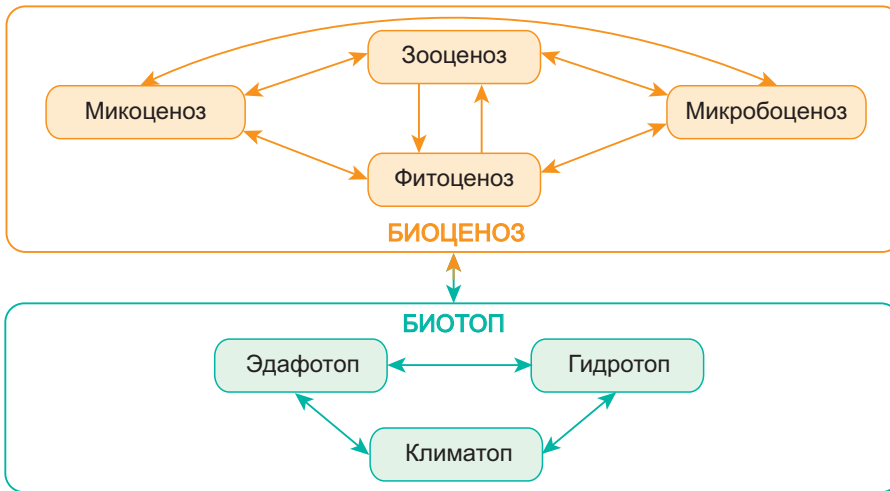 Зооценоз
Микоценоз
Микробоценоз
Фитоценоз
БИОЦЕНОЗ
БИОТОП
Эдафотоп
Гидротоп
Климатоп